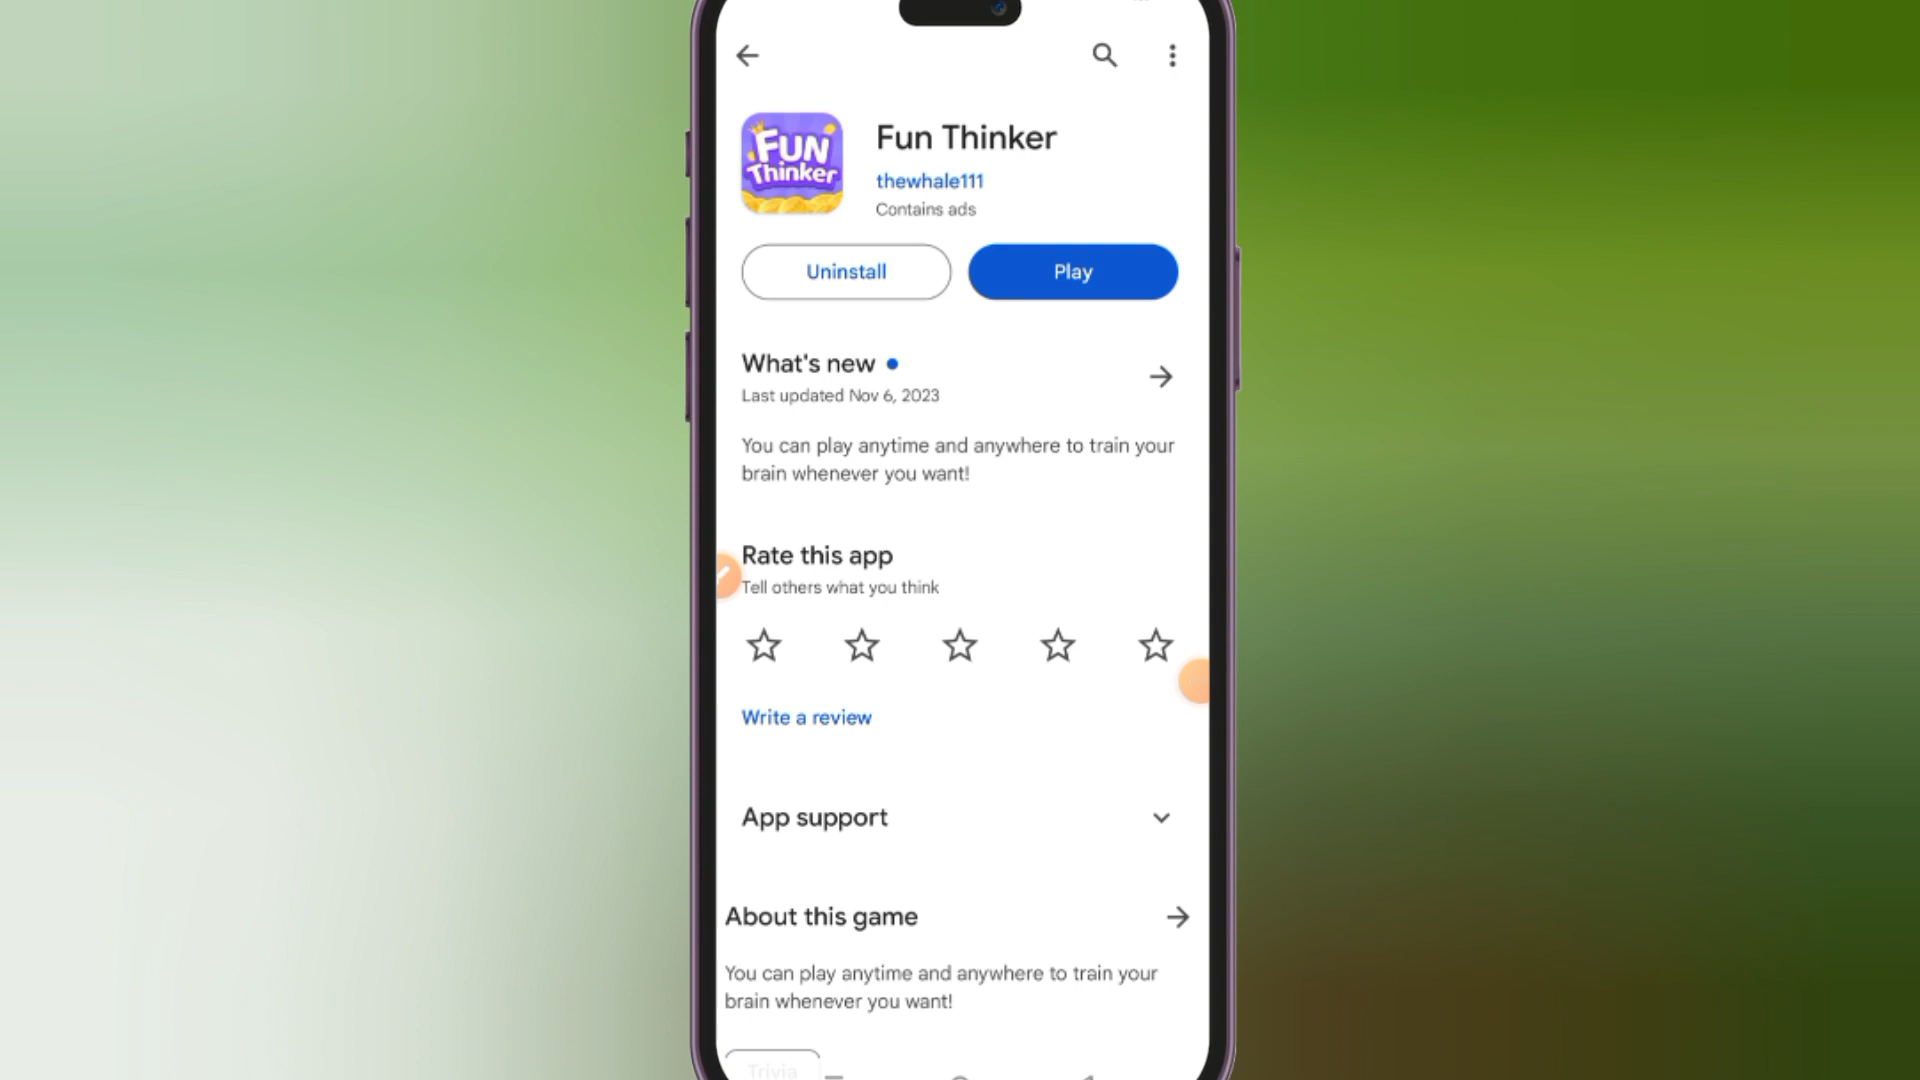 FUN
Thinker
Fun Thinker
thewhale111
Contains ads
Uninstall
Play
What's new
Last updated Nov 6, 2023
You can play anytime and anywhere to train your
brain whenever you want!
Rate this app
Tell others what you think
Write a review
App support
About this game
You can play anytime and anywhere to train your
brain whenever you want!
Trivia